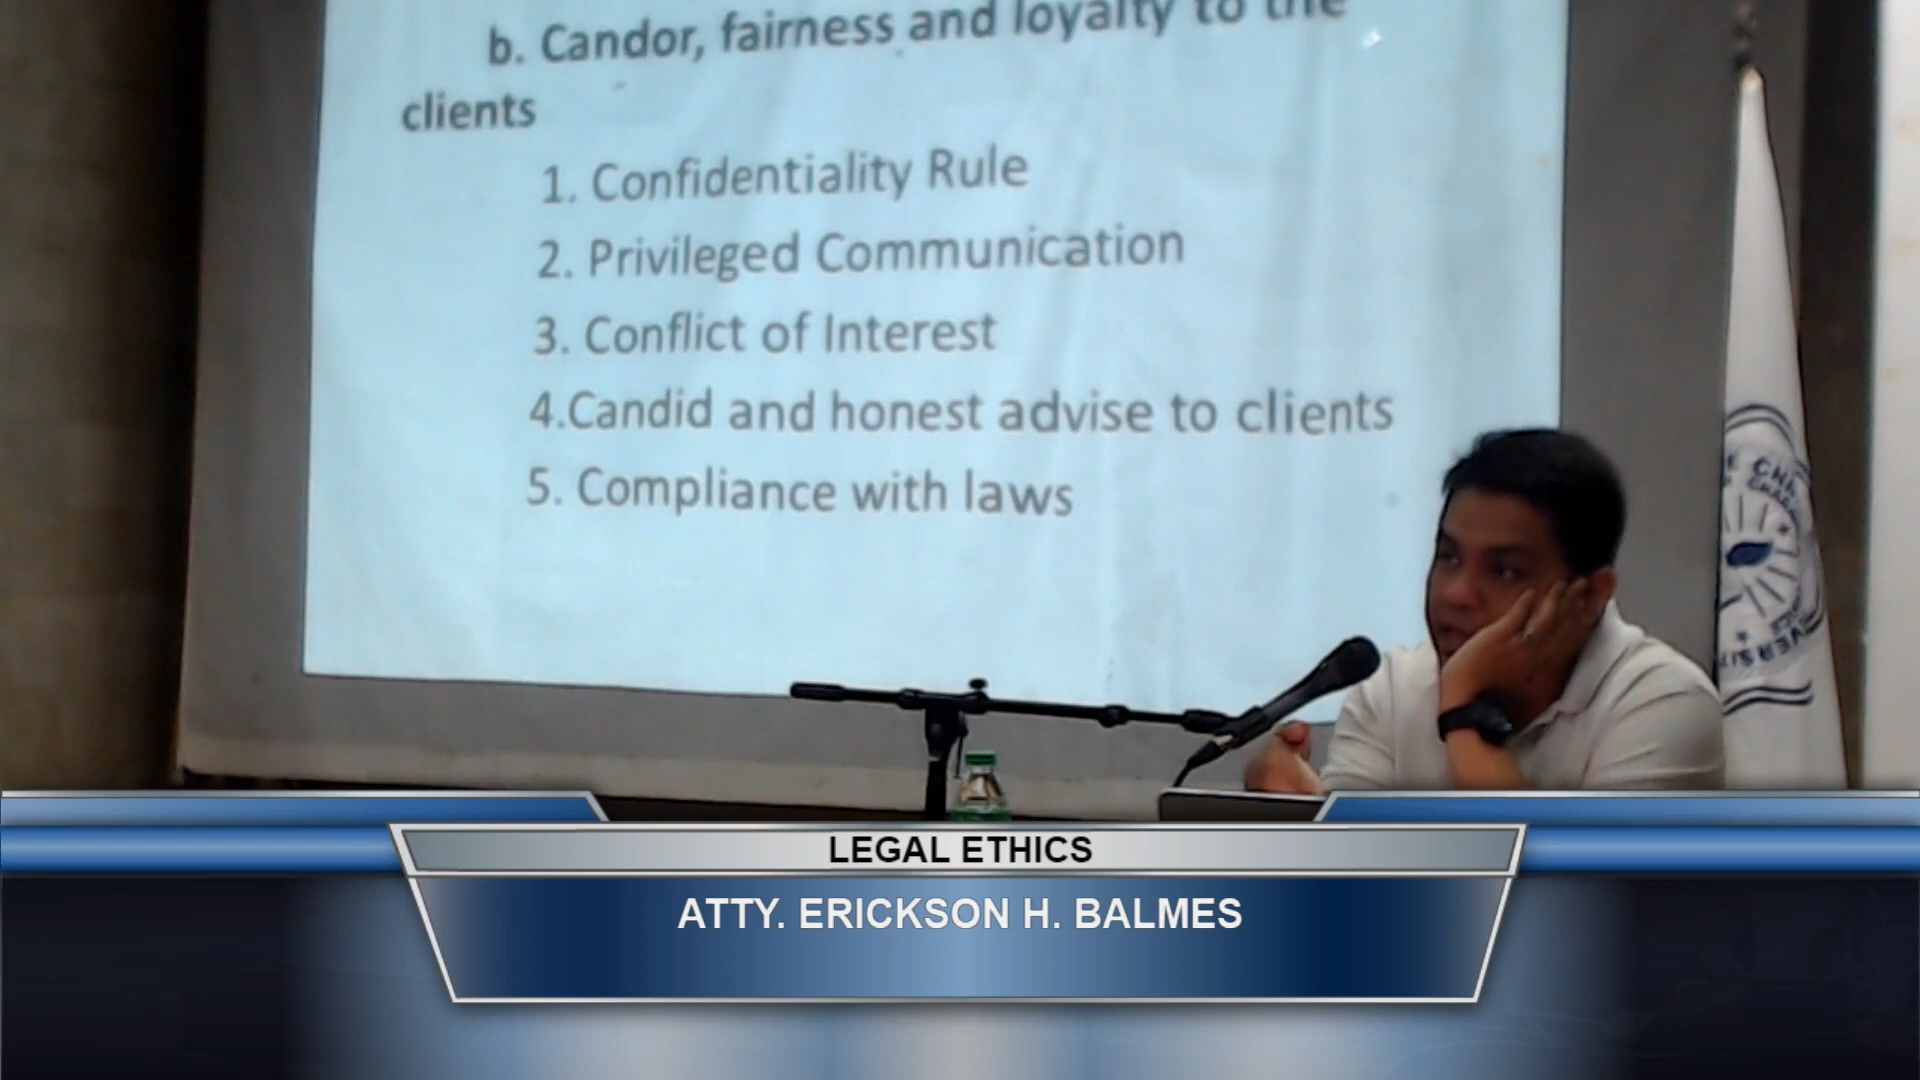 b. Candor, fairness and loyalty to the
clients
1. Confidentiality Rule
2. Privileged Communication
3. Conflict of Interest
4.Candid and honest advise to clients
5. Compliance with laws
LEGAL ETHICS
ATTY. ERICKSON H. BALMES